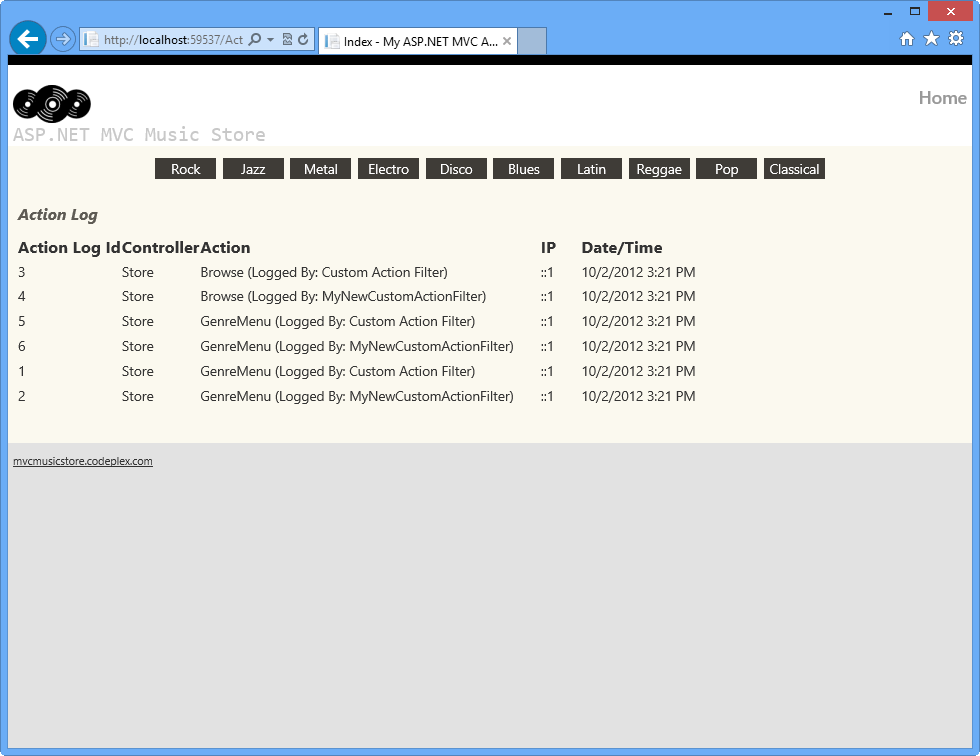 http://localhost:59537/Act
Index - My ASP.NET MVC A...
Home
ASP.NET MVC Music Store
Rock Jazz Metal Electro Disco Blues Latin Reggae Pop Classical
Action Log
Action Log Id Controller Action IP Date/Time
3 Store Browse (Logged By: Custom Action Filter) ::1 10/2/2012 3:21 PM
4 Store Browse (Logged By: MyNewCustomActionFilter) ::1 10/2/2012 3:21 PM
5 Store GenreMenu (Logged By: Custom Action Filter) ::1 10/2/2012 3:21 PM
6 Store GenreMenu (Logged By: MyNewCustomActionFilter) ::1 10/2/2012 3:21 PM
1 Store GenreMenu (Logged By: Custom Action Filter) ::1 10/2/2012 3:21 PM
2 Store GenreMenu (Logged By: MyNewCustomActionFilter) ::1 10/2/2012 3:21 PM
mvcmusicstore.codeplex.com